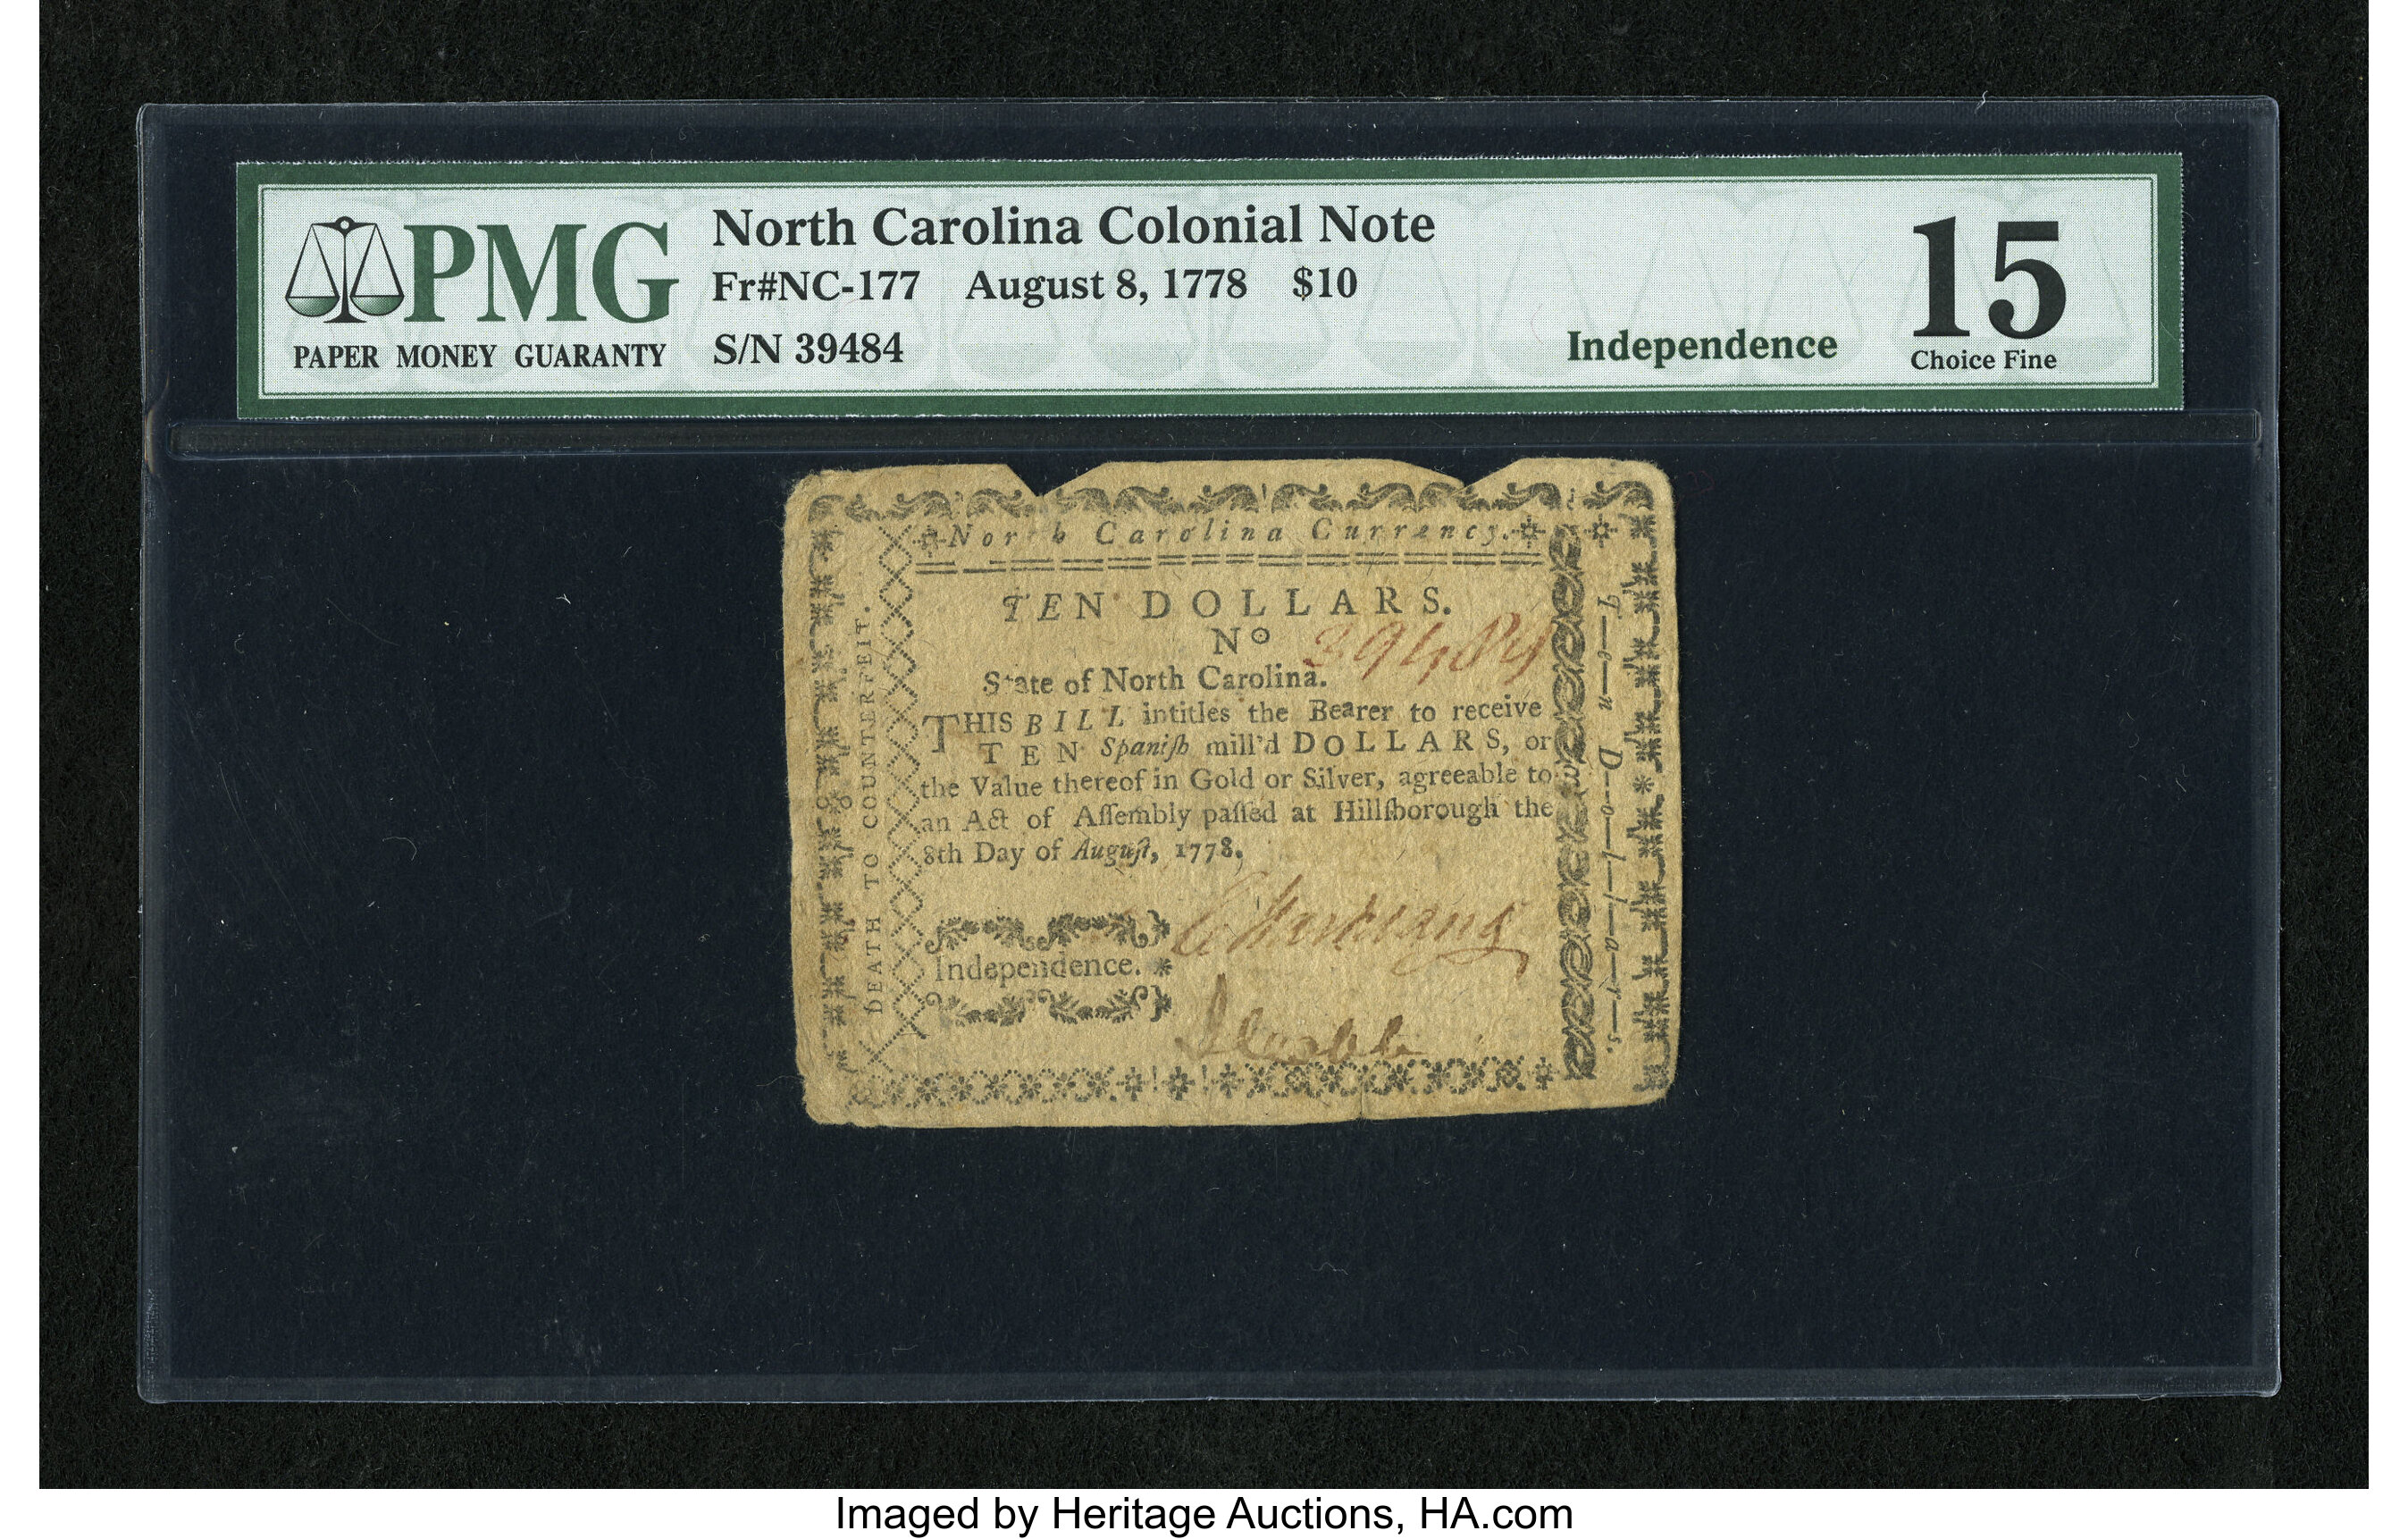 PMG
PAPER MONEY GUARANTY
North Carolina Colonial Note
Fr#NC-177 August 8, 1778 $10
S/N 39484
Independence
15
Choice Fine
North Carolina Currency.
TEN DOLLARS.
No 39484
State of North Carolina.
THIS BILL intitles the Bearer to receive
TEN Spaniſh mill'd DOLLARS, or
the Value thereof in Gold or Silver, agreeable to
an Act of Aſſembly paſſed at Hillſborough the
8th Day of Auguſt, 1778.
Independence.
DEATH TO COUNTERFEIT.
T—e—n D—o—l—l—a—r—s.
Imaged by Heritage Auctions, HA.com